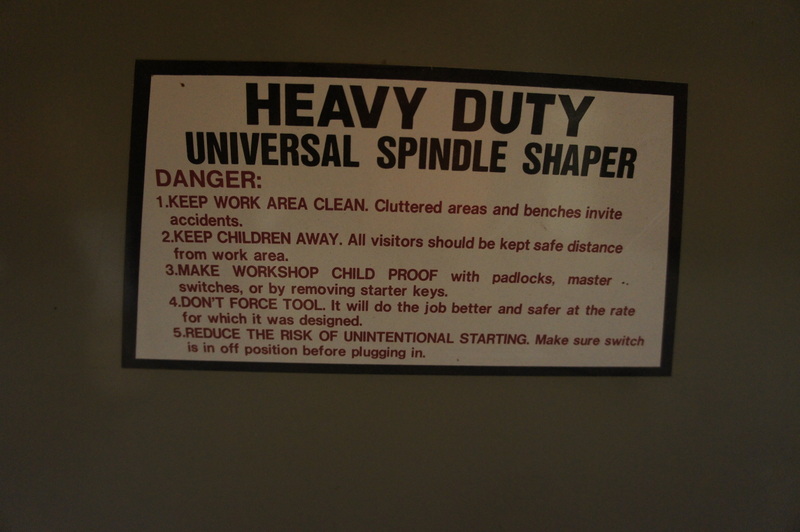 HEAVY DUTY
UNIVERSAL SPINDLE SHAPER
DANGER:
1.KEEP WORK AREA CLEAN. Cluttered areas and benches invite
accidents.
2.KEEP CHILDREN AWAY. All visitors should be kept safe distance
from work area.
3.MAKE WORKSHOP CHILD PROOF with padlocks, master
switches, or by removing starter keys.
4.DON'T FORCE TOOL. It will do the job better and safer at the rate
for which it was designed.
5.REDUCE THE RISK OF UNINTENTIONAL STARTING. Make sure switch
is in off position before plugging in.